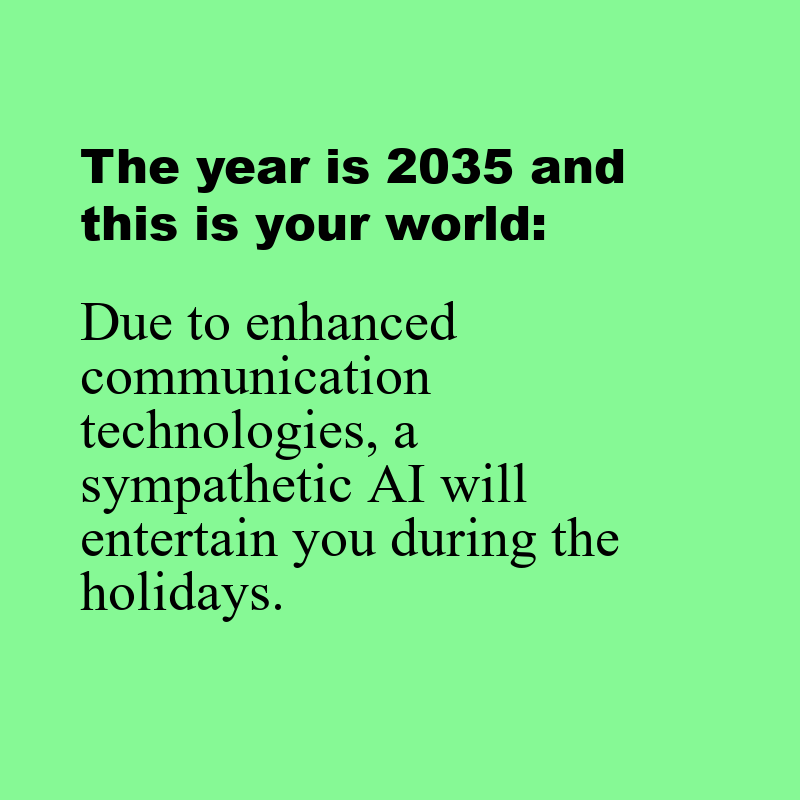 The year is 2035 and
this is your world:
Due to enhanced
communication
technologies, a
sympathetic AI will
entertain you during the
holidays.